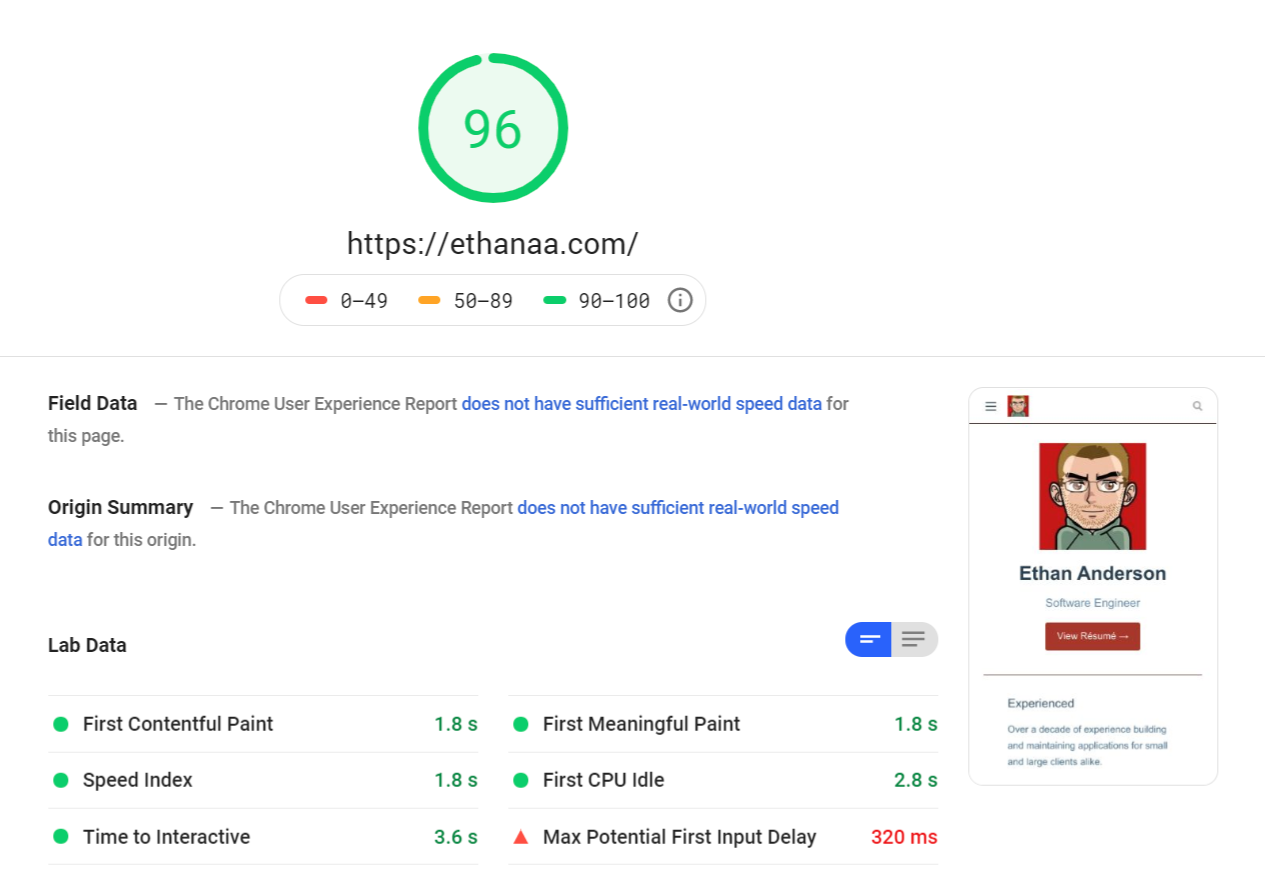 96
https://ethanaa.com/
0–49 50–89 90–100
Field Data — The Chrome User Experience Report does not have sufficient real-world speed data for
this page.
Origin Summary — The Chrome User Experience Report does not have sufficient real-world speed
data for this origin.
Lab Data
First Contentful Paint 1.8 s
First Meaningful Paint 1.8 s
Speed Index 1.8 s
First CPU Idle 2.8 s
Time to Interactive 3.6 s
Max Potential First Input Delay 320 ms
Ethan Anderson
Software Engineer
View Résumé →
Experienced
Over a decade of experience building
and maintaining applications for small
and large clients alike.